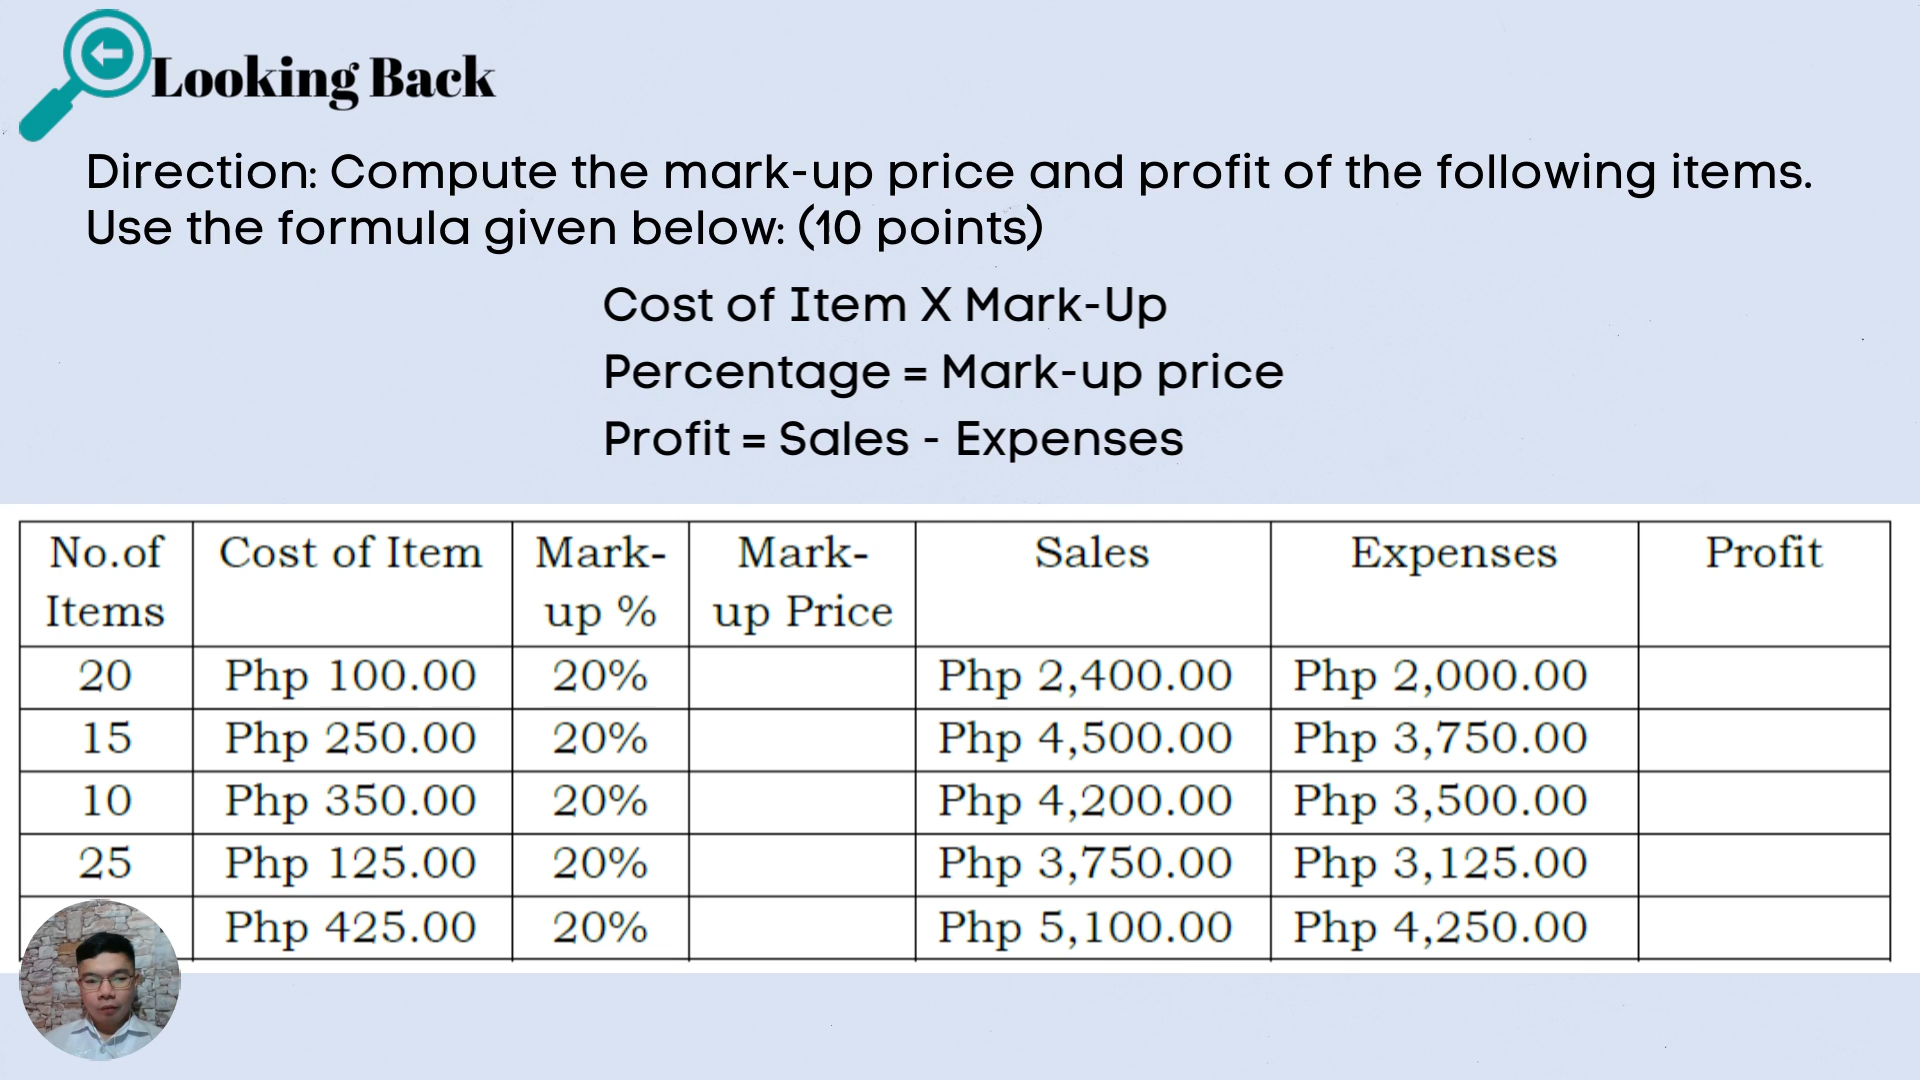 Looking Back
Direction: Compute the mark-up price and profit of the following items.
Use the formula given below: (10 points)
Cost of Item X Mark-Up
Percentage = Mark-up price
Profit = Sales - Expenses
No.of Items Cost of Item Mark-up % Mark-up Price Sales Expenses Profit
20 Php 100.00 20% Php 2,400.00 Php 2,000.00
15 Php 250.00 20% Php 4,500.00 Php 3,750.00
10 Php 350.00 20% Php 4,200.00 Php 3,500.00
25 Php 125.00 20% Php 3,750.00 Php 3,125.00
Php 425.00 20% Php 5,100.00 Php 4,250.00